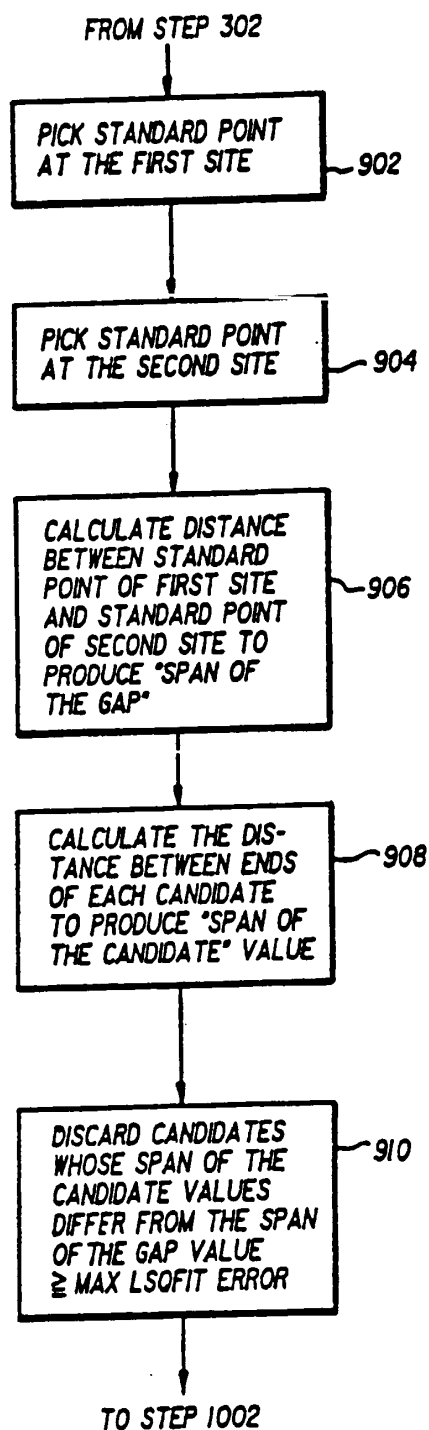 FROM STEP 302
PICK STANDARD POINT
AT THE FIRST SITE
902
PICK STANDARD POINT
AT THE SECOND SITE
904
CALCULATE DISTANCE
BETWEEN STANDARD
POINT OF FIRST SITE
AND STANDARD POINT
OF SECOND SITE TO
PRODUCE "SPAN OF
THE GAP"
906
CALCULATE THE DIS-
TANCE BETWEEN ENDS
OF EACH CANDIDATE
TO PRODUCE "SPAN OF
THE CANDIDATE" VALUE
908
DISCARD CANDIDATES
WHOSE SPAN OF THE
CANDIDATE VALUES
DIFFER FROM THE SPAN
OF THE GAP VALUE
≧ MAX LSQFIT ERROR
910
TO STEP 1002